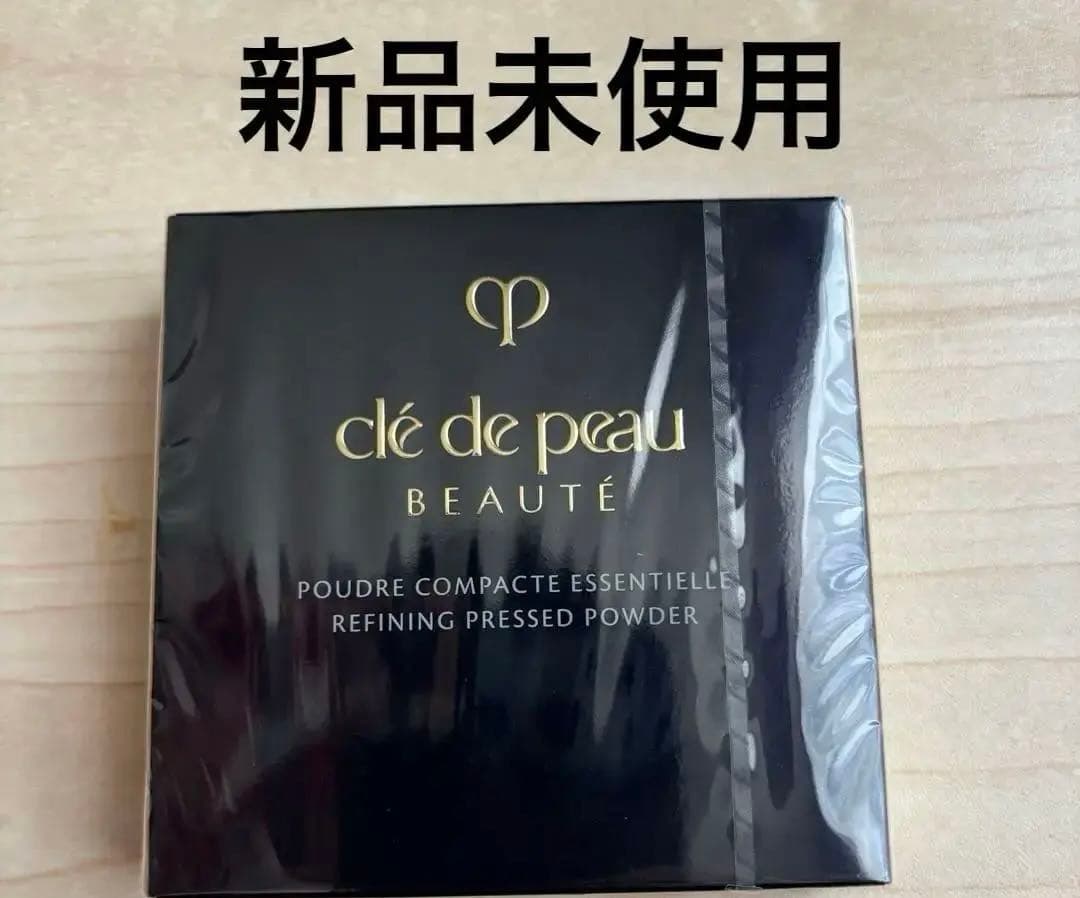 新品未使用
clé de peau
BEAUTÉ
POUDRE COMPACTE ESSENTIELLE
REFINING PRESSED POWDER